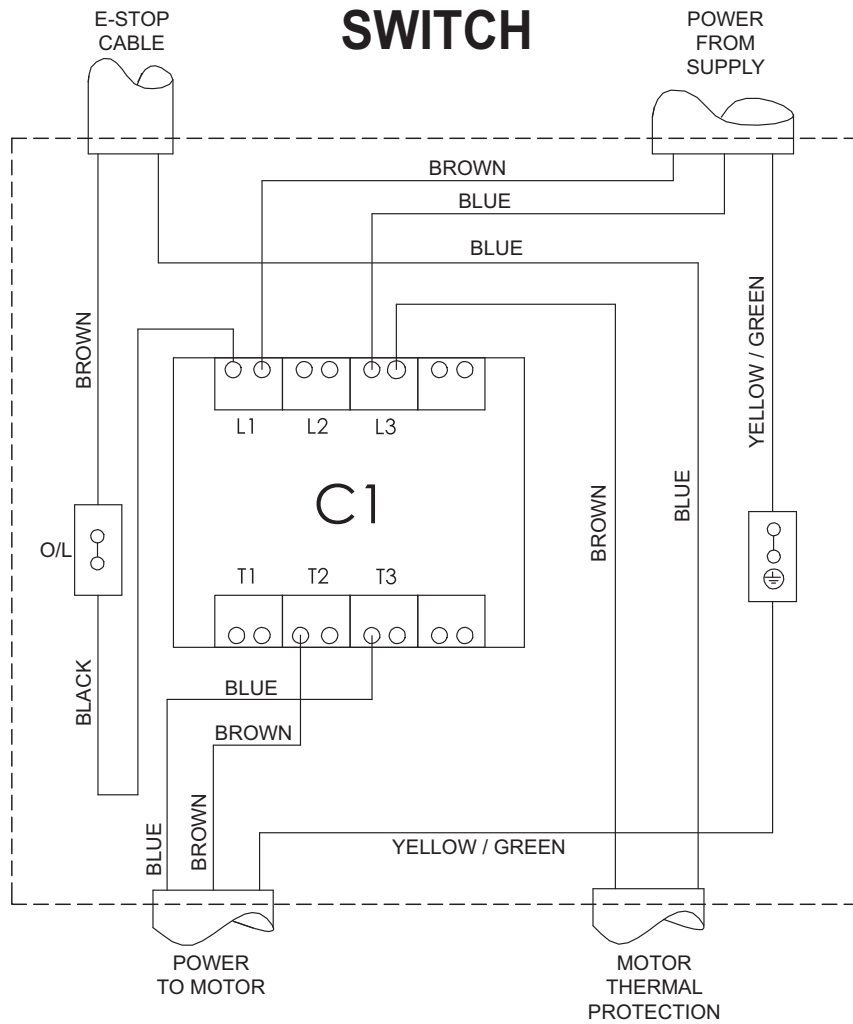 SWITCH
E-STOP
CABLE
POWER
FROM
SUPPLY
BROWN
BLUE
BLUE
BROWN
YELLOW / GREEN
L1
L2
L3
C1
BROWN
BLUE
O/L
T1
T2
T3
BLACK
BLUE
BROWN
BLUE
BROWN
YELLOW / GREEN
POWER
TO MOTOR
MOTOR
THERMAL
PROTECTION